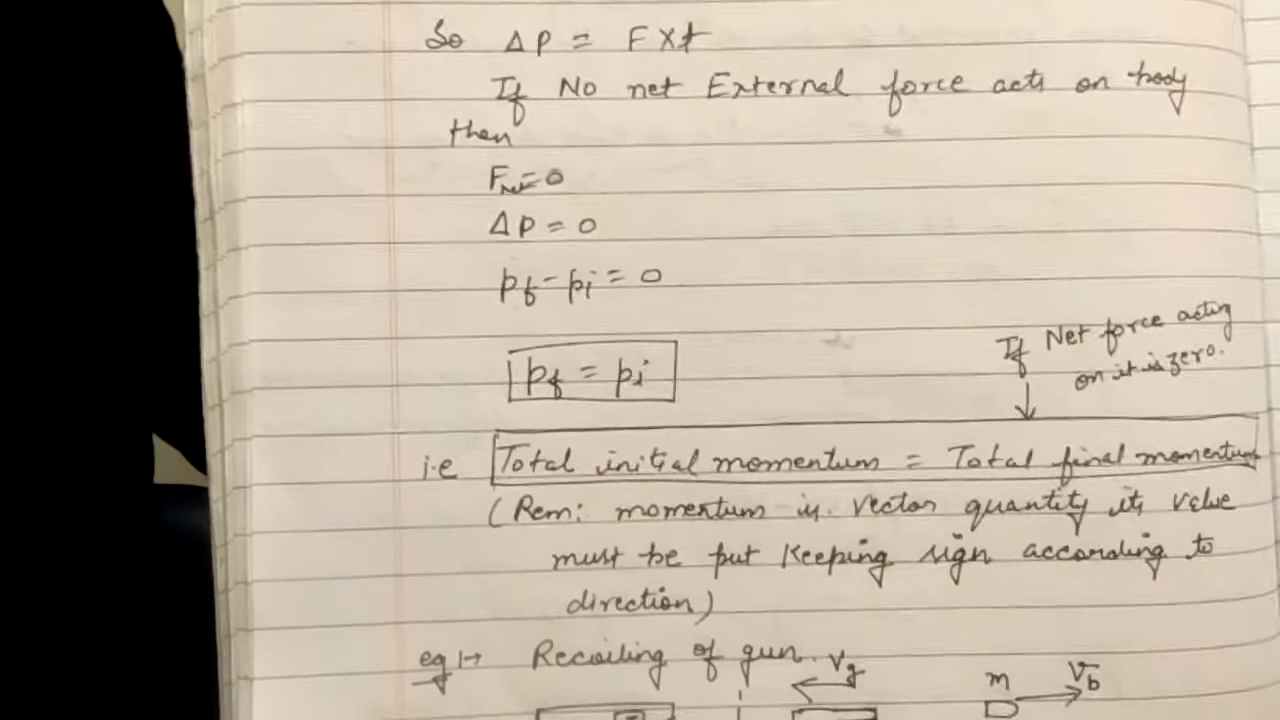 So ΔP = F×t
If No net External force acts on body
then
F_Net=0
ΔP = 0
pf - pi = 0
pf = pi
If Net force acting
on it is zero.
i.e Total initial momentum = Total final momentum
(Rem: momentum is vector quantity its value
must be put keeping sign according to
direction)
eg 1→ Recoiling of gun.
Vg
m
Vb